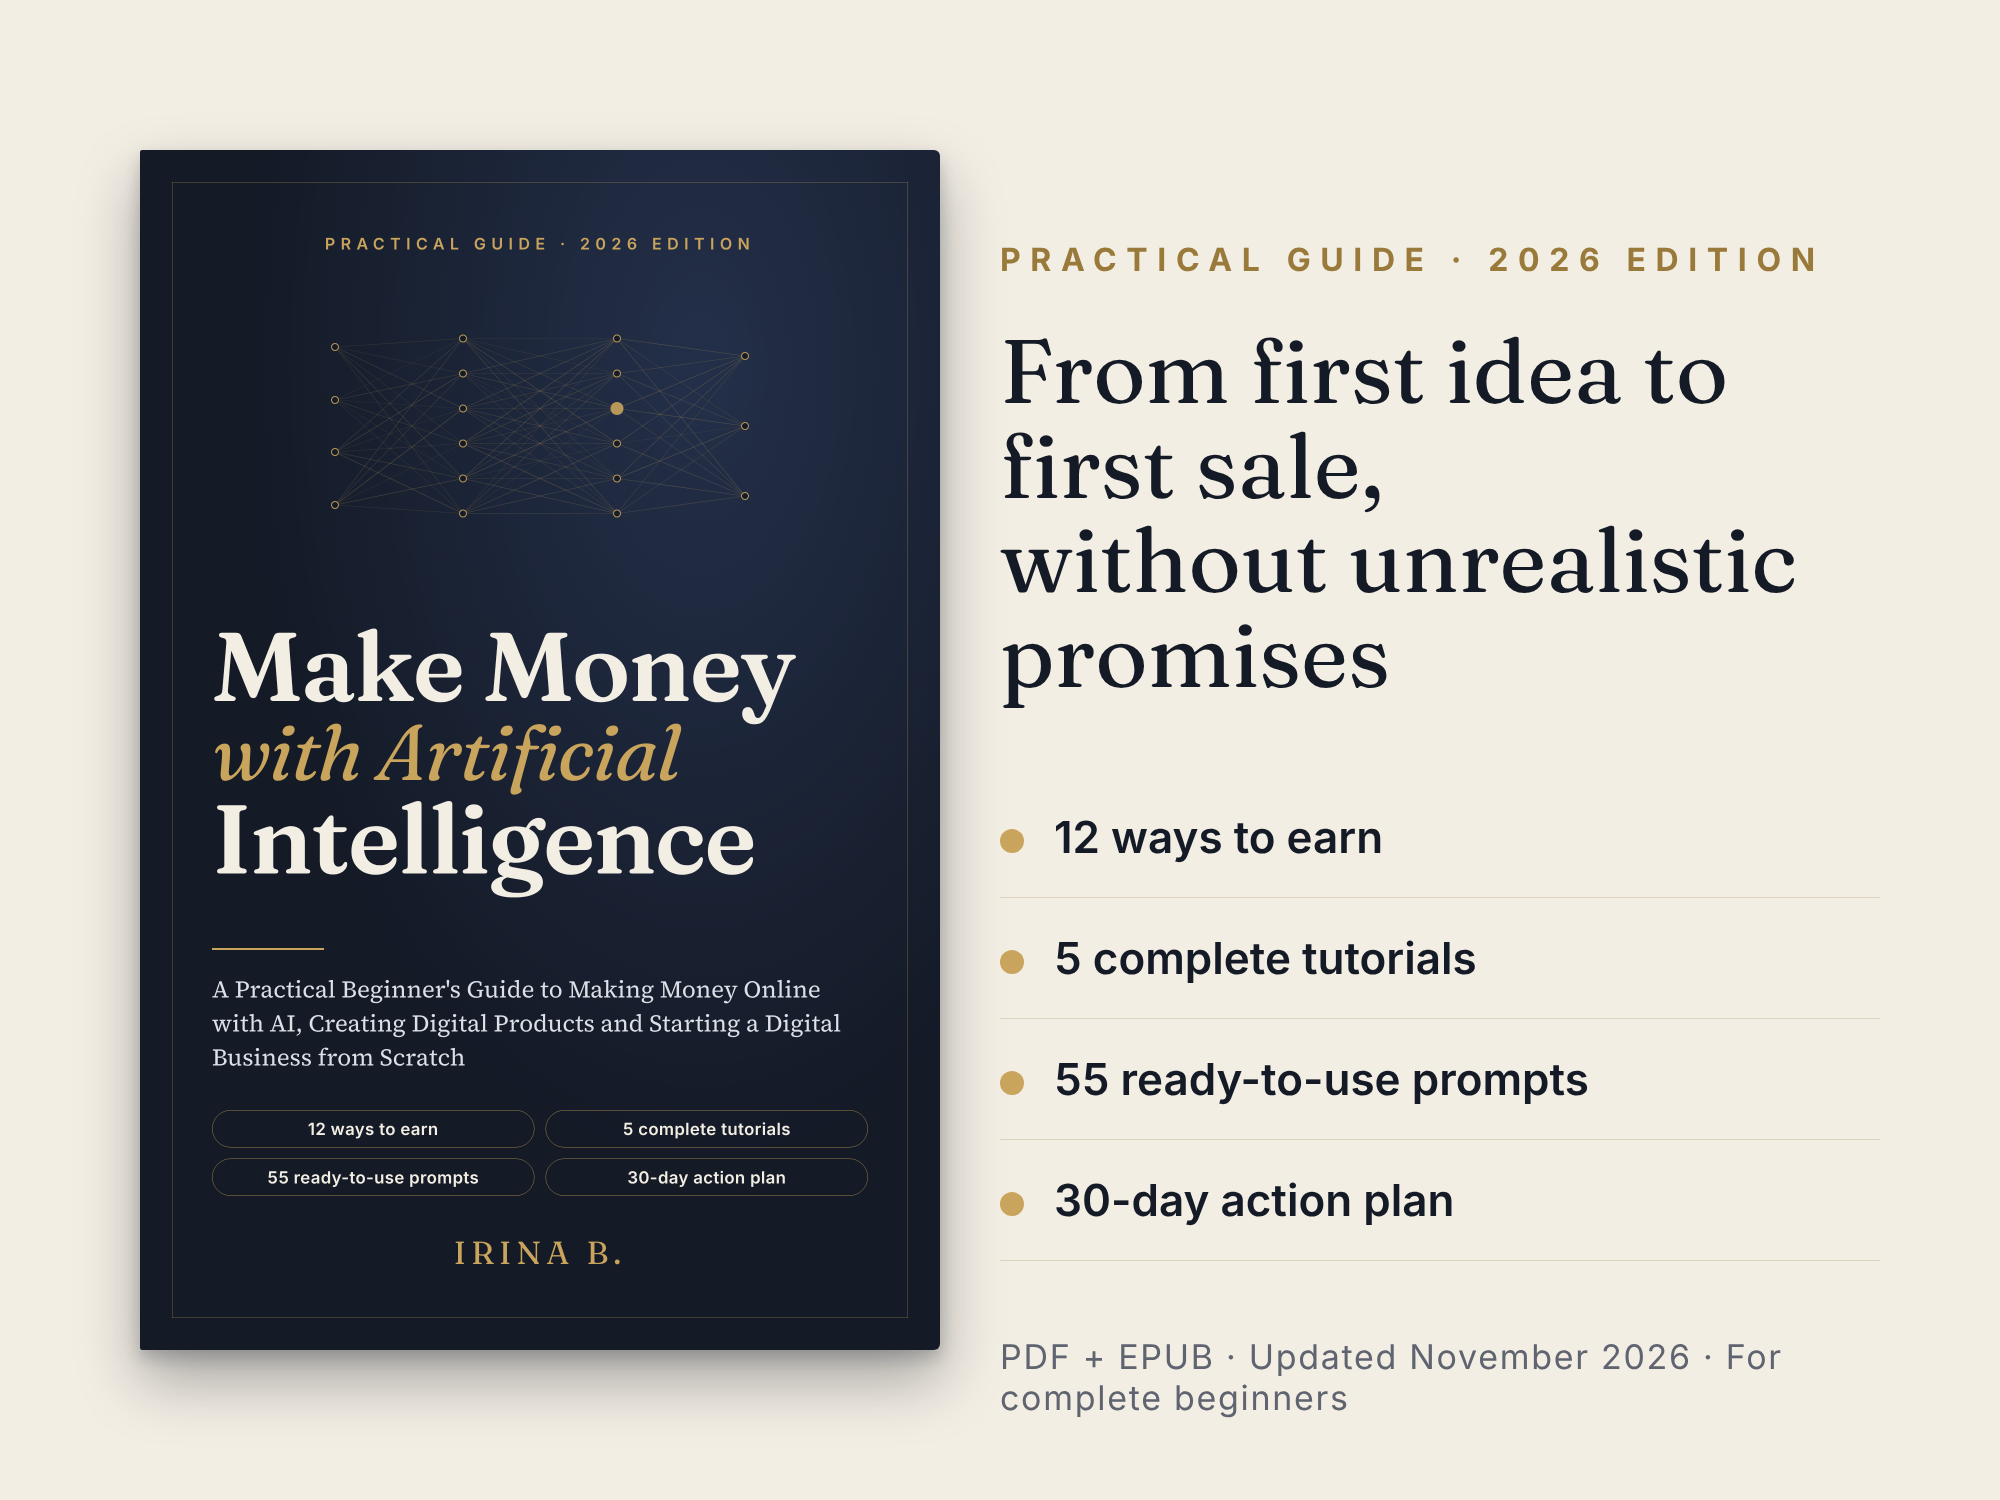 PRACTICAL GUIDE · 2026 EDITION
Make Money
with Artificial
Intelligence
A Practical Beginner's Guide to Making Money Online
with AI, Creating Digital Products and Starting a Digital
Business from Scratch
12 ways to earn
5 complete tutorials
55 ready-to-use prompts
30-day action plan
IRINA B.
PRACTICAL GUIDE · 2026 EDITION
From first idea to
first sale,
without unrealistic
promises
12 ways to earn
5 complete tutorials
55 ready-to-use prompts
30-day action plan
PDF + EPUB · Updated November 2026 · For
complete beginners